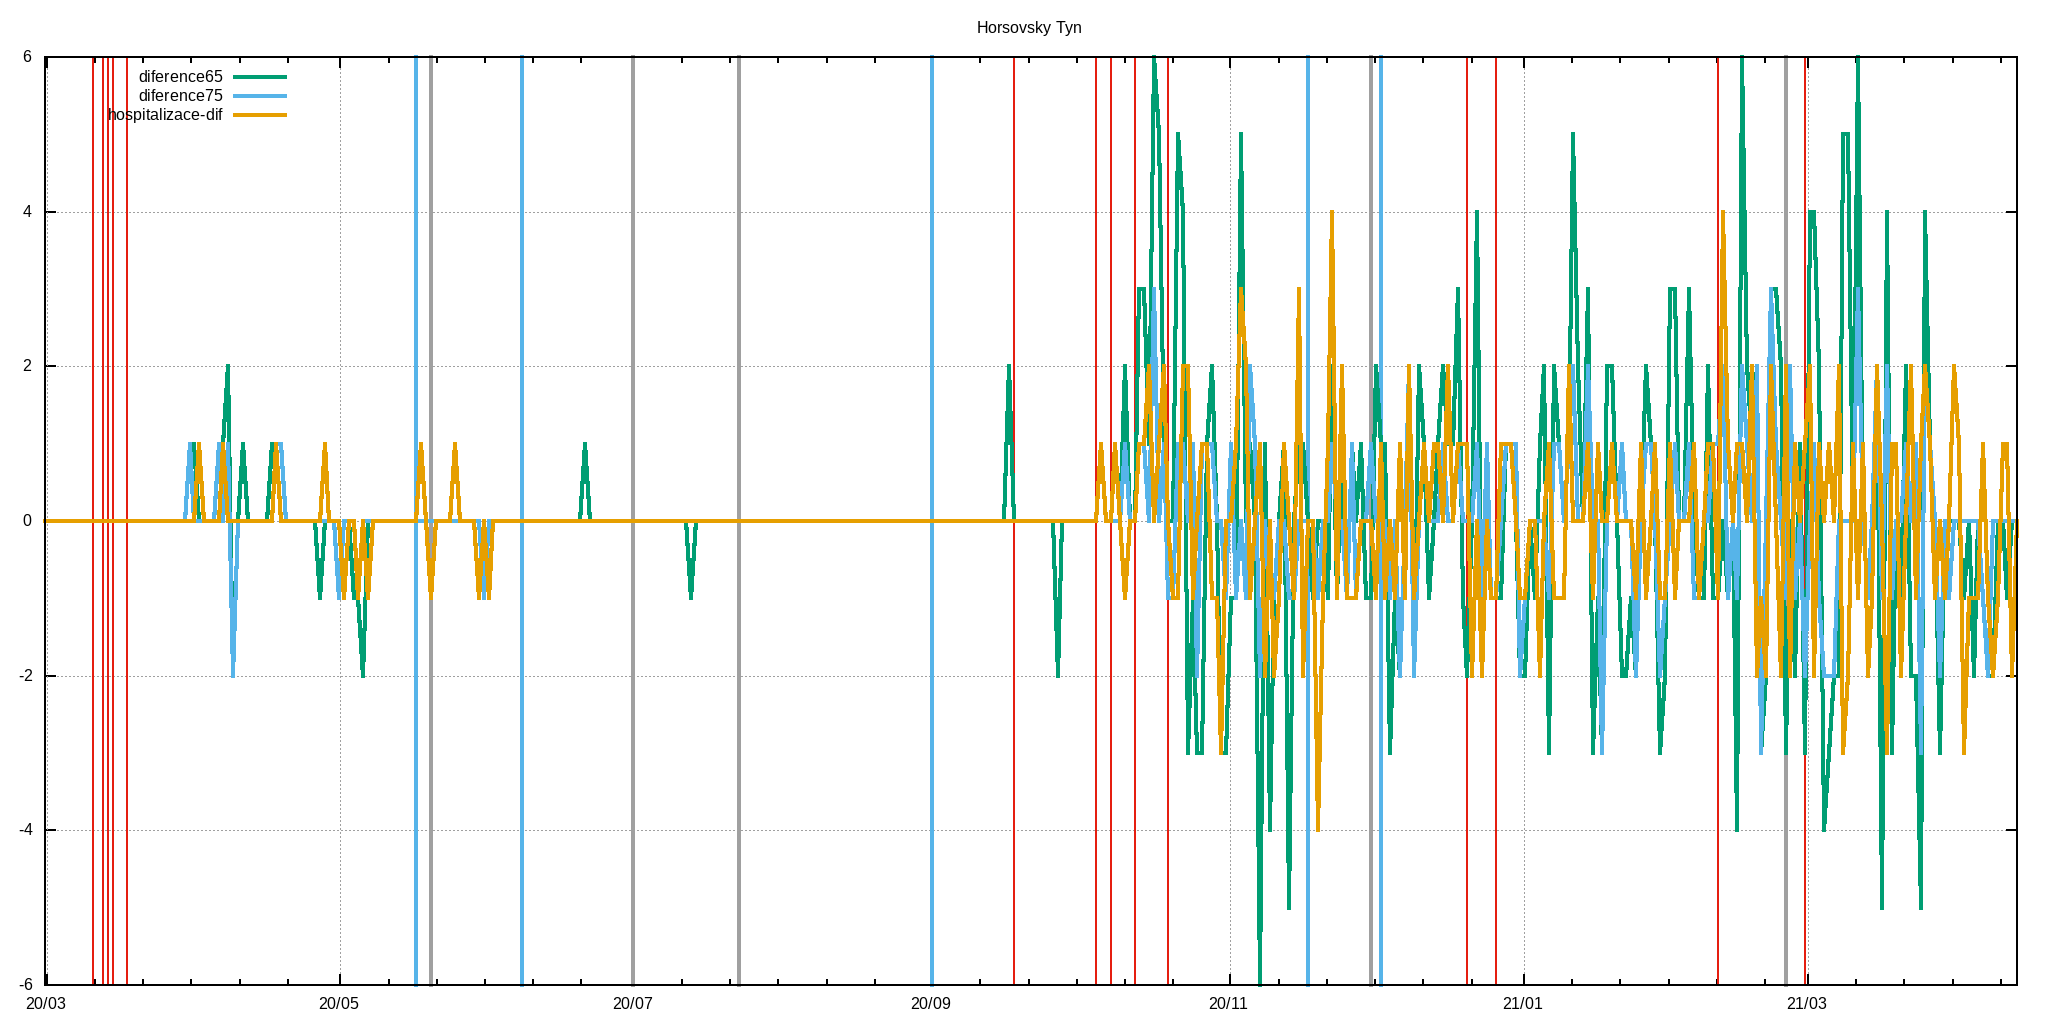 Horsovsky Tyn
diference65
diference75
hospitalizace-dif
6
4
2
0
-2
-4
-6
20/03 20/05 20/07 20/09 20/11 21/01 21/03